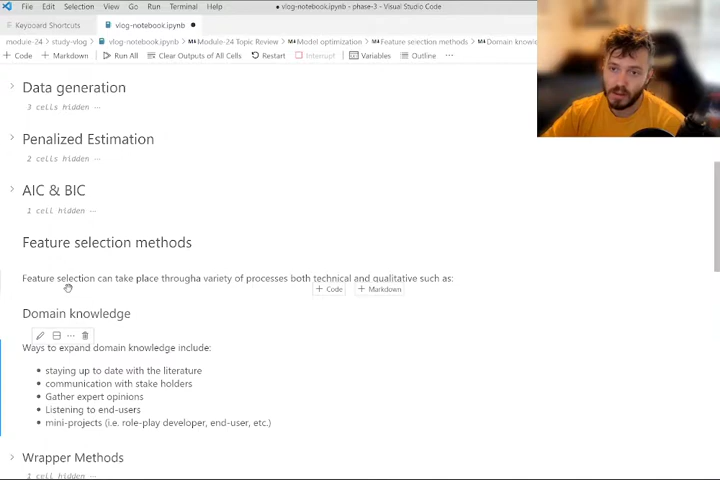 File Edit Selection View Go Run Terminal Help
● vlog-notebook.ipynb - phase-3 - Visual Studio Code
Keyboard Shortcuts vlog-notebook.ipynb ●
module-24 > study-vlog > vlog-notebook.ipynb > Module-24 Topic Review > Model optimization > Feature selection methods > Domain knowle
+ Code + Markdown Run All Clear Outputs of All Cells Restart Interrupt Variables Outline ...
Data generation
3 cells hidden ...
Penalized Estimation
2 cells hidden ...
AIC & BIC
1 cell hidden ...
Feature selection methods
Feature selection can take place througha variety of processes both technical and qualitative such as:
+ Code + Markdown
Domain knowledge
Ways to expand domain knowledge include:
• staying up to date with the literature
• communication with stake holders
• Gather expert opinions
• Listening to end-users
• mini-projects (i.e. role-play developer, end-user, etc.)
Wrapper Methods
1 cell hidden ...